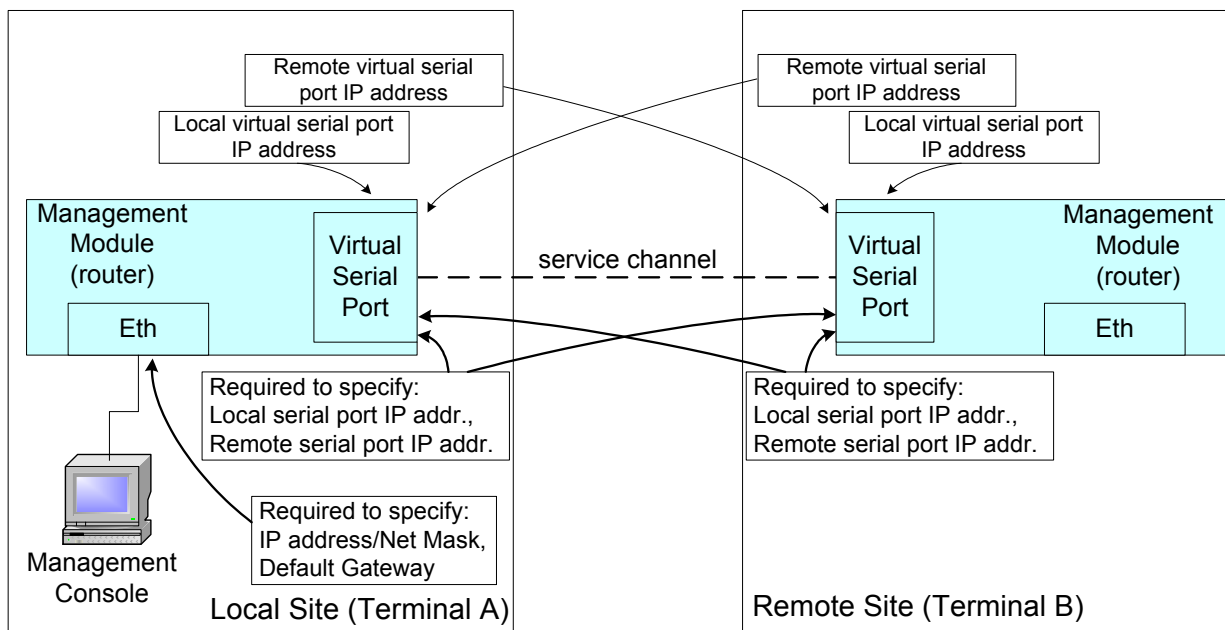 Remote virtual serial
port IP address
Local virtual serial port
IP address
Management
Module
(router)
Virtual
Serial
Port
Eth
Required to specify:
Local serial port IP addr.,
Remote serial port IP addr.
Required to specify:
IP address/Net Mask,
Default Gateway
Management
Console
Local Site (Terminal A)
service channel
Remote virtual serial
port IP address
Local virtual serial port
IP address
Virtual
Serial
Port
Management
Module
(router)
Eth
Required to specify:
Local serial port IP addr.,
Remote serial port IP addr.
Remote Site (Terminal B)